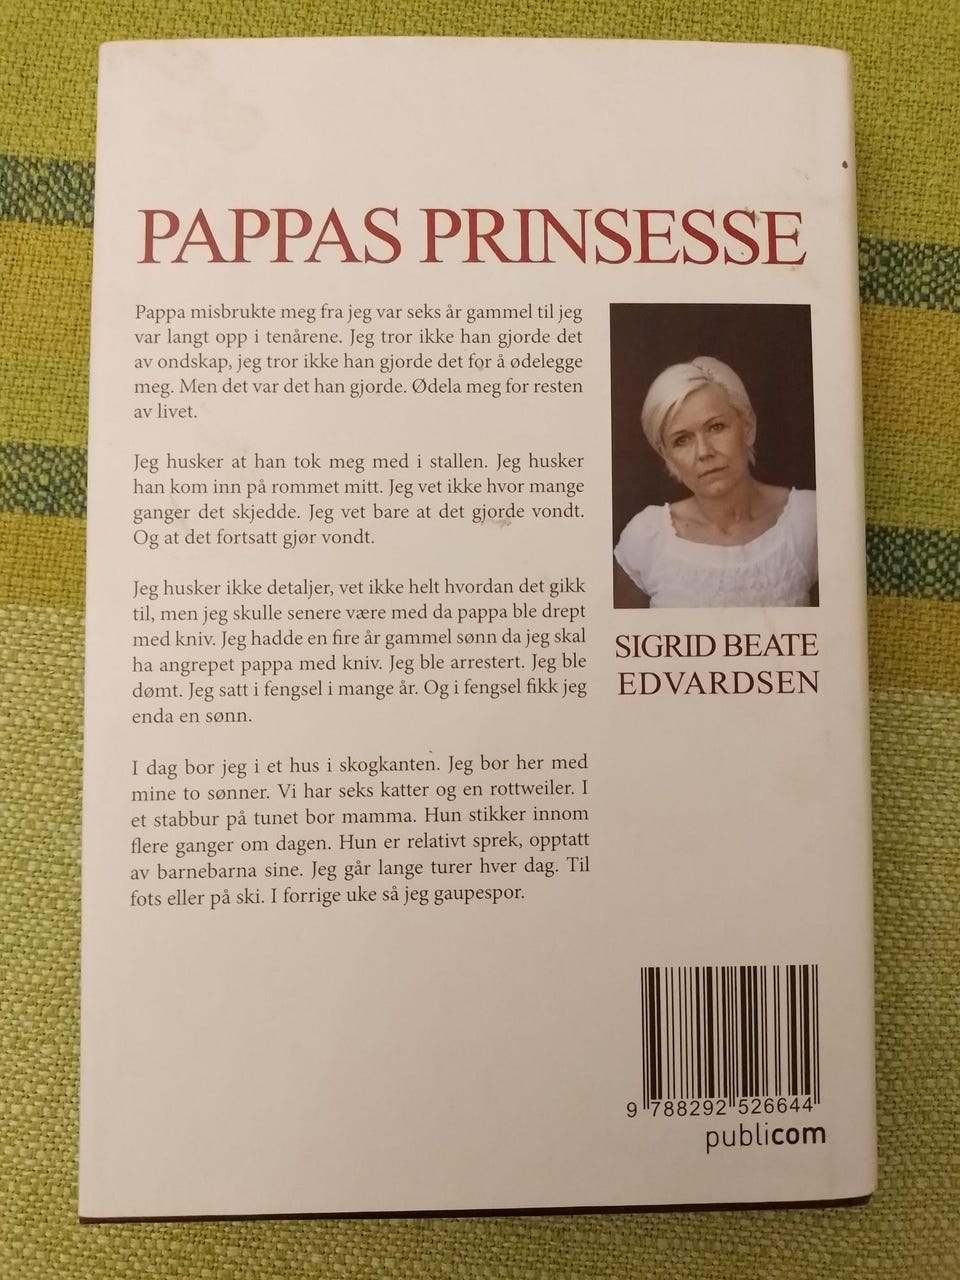 PAPPAS PRINSESSE
Pappa misbrukte meg fra jeg var seks år gammel til jeg
var langt opp i tenårene. Jeg tror ikke han gjorde det
av ondskap, jeg tror ikke han gjorde det for å ødelegge
meg. Men det var det han gjorde. Ødela meg for resten
av livet.
Jeg husker at han tok meg med i stallen. Jeg husker
han kom inn på rommet mitt. Jeg vet ikke hvor mange
ganger det skjedde. Jeg vet bare at det gjorde vondt.
Og at det fortsatt gjør vondt.
Jeg husker ikke detaljer, vet ikke helt hvordan det gikk
til, men jeg skulle senere være med da pappa ble drept
med kniv. Jeg hadde en fire år gammel sønn da jeg skal
ha angrepet pappa med kniv. Jeg ble arrestert. Jeg ble
dømt. Jeg satt i fengsel i mange år. Og i fengsel fikk jeg
enda en sønn.
I dag bor jeg i et hus i skogkanten. Jeg bor her med
mine to sønner. Vi har seks katter og en rottweiler. I
et stabbur på tunet bor mamma. Hun stikker innom
flere ganger om dagen. Hun er relativt sprek, opptatt
av barnebarna sine. Jeg går lange turer hver dag. Til
fots eller på ski. I forrige uke så jeg gaupespor.
SIGRID BEATE
EDVARDSEN
9 788292 526644
publicom